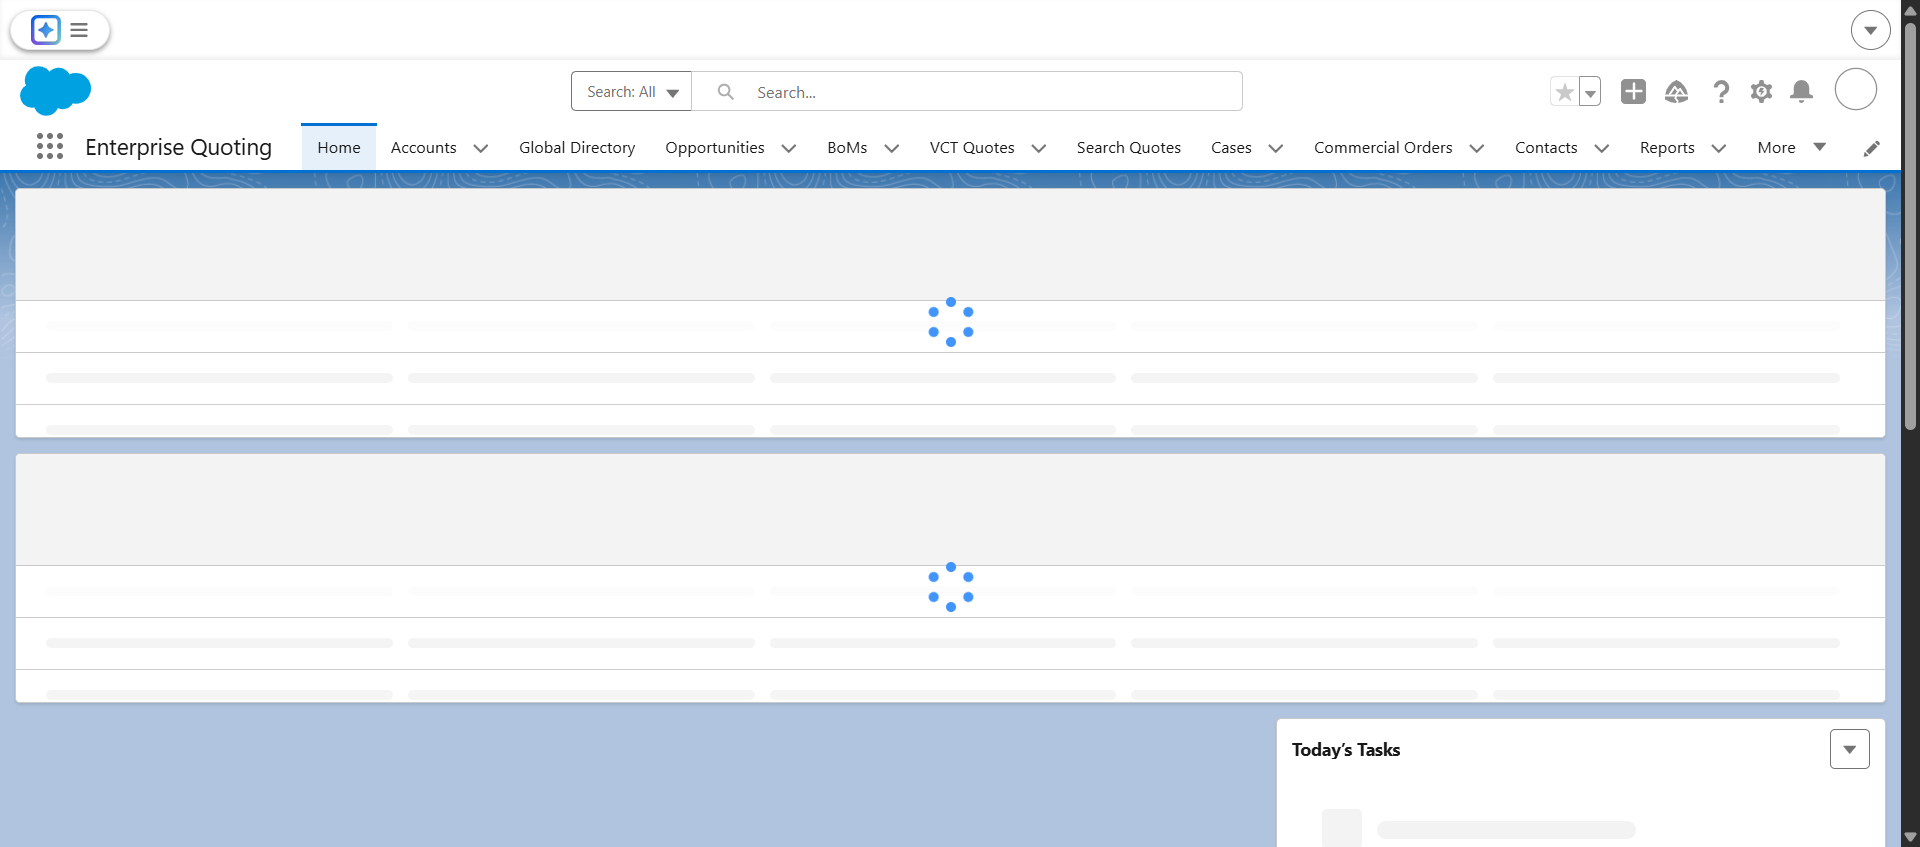 Search: All Search...
Enterprise Quoting Home Accounts Global Directory Opportunities BoMs VCT Quotes Search Quotes Cases Commercial Orders Contacts Reports More
Today's Tasks